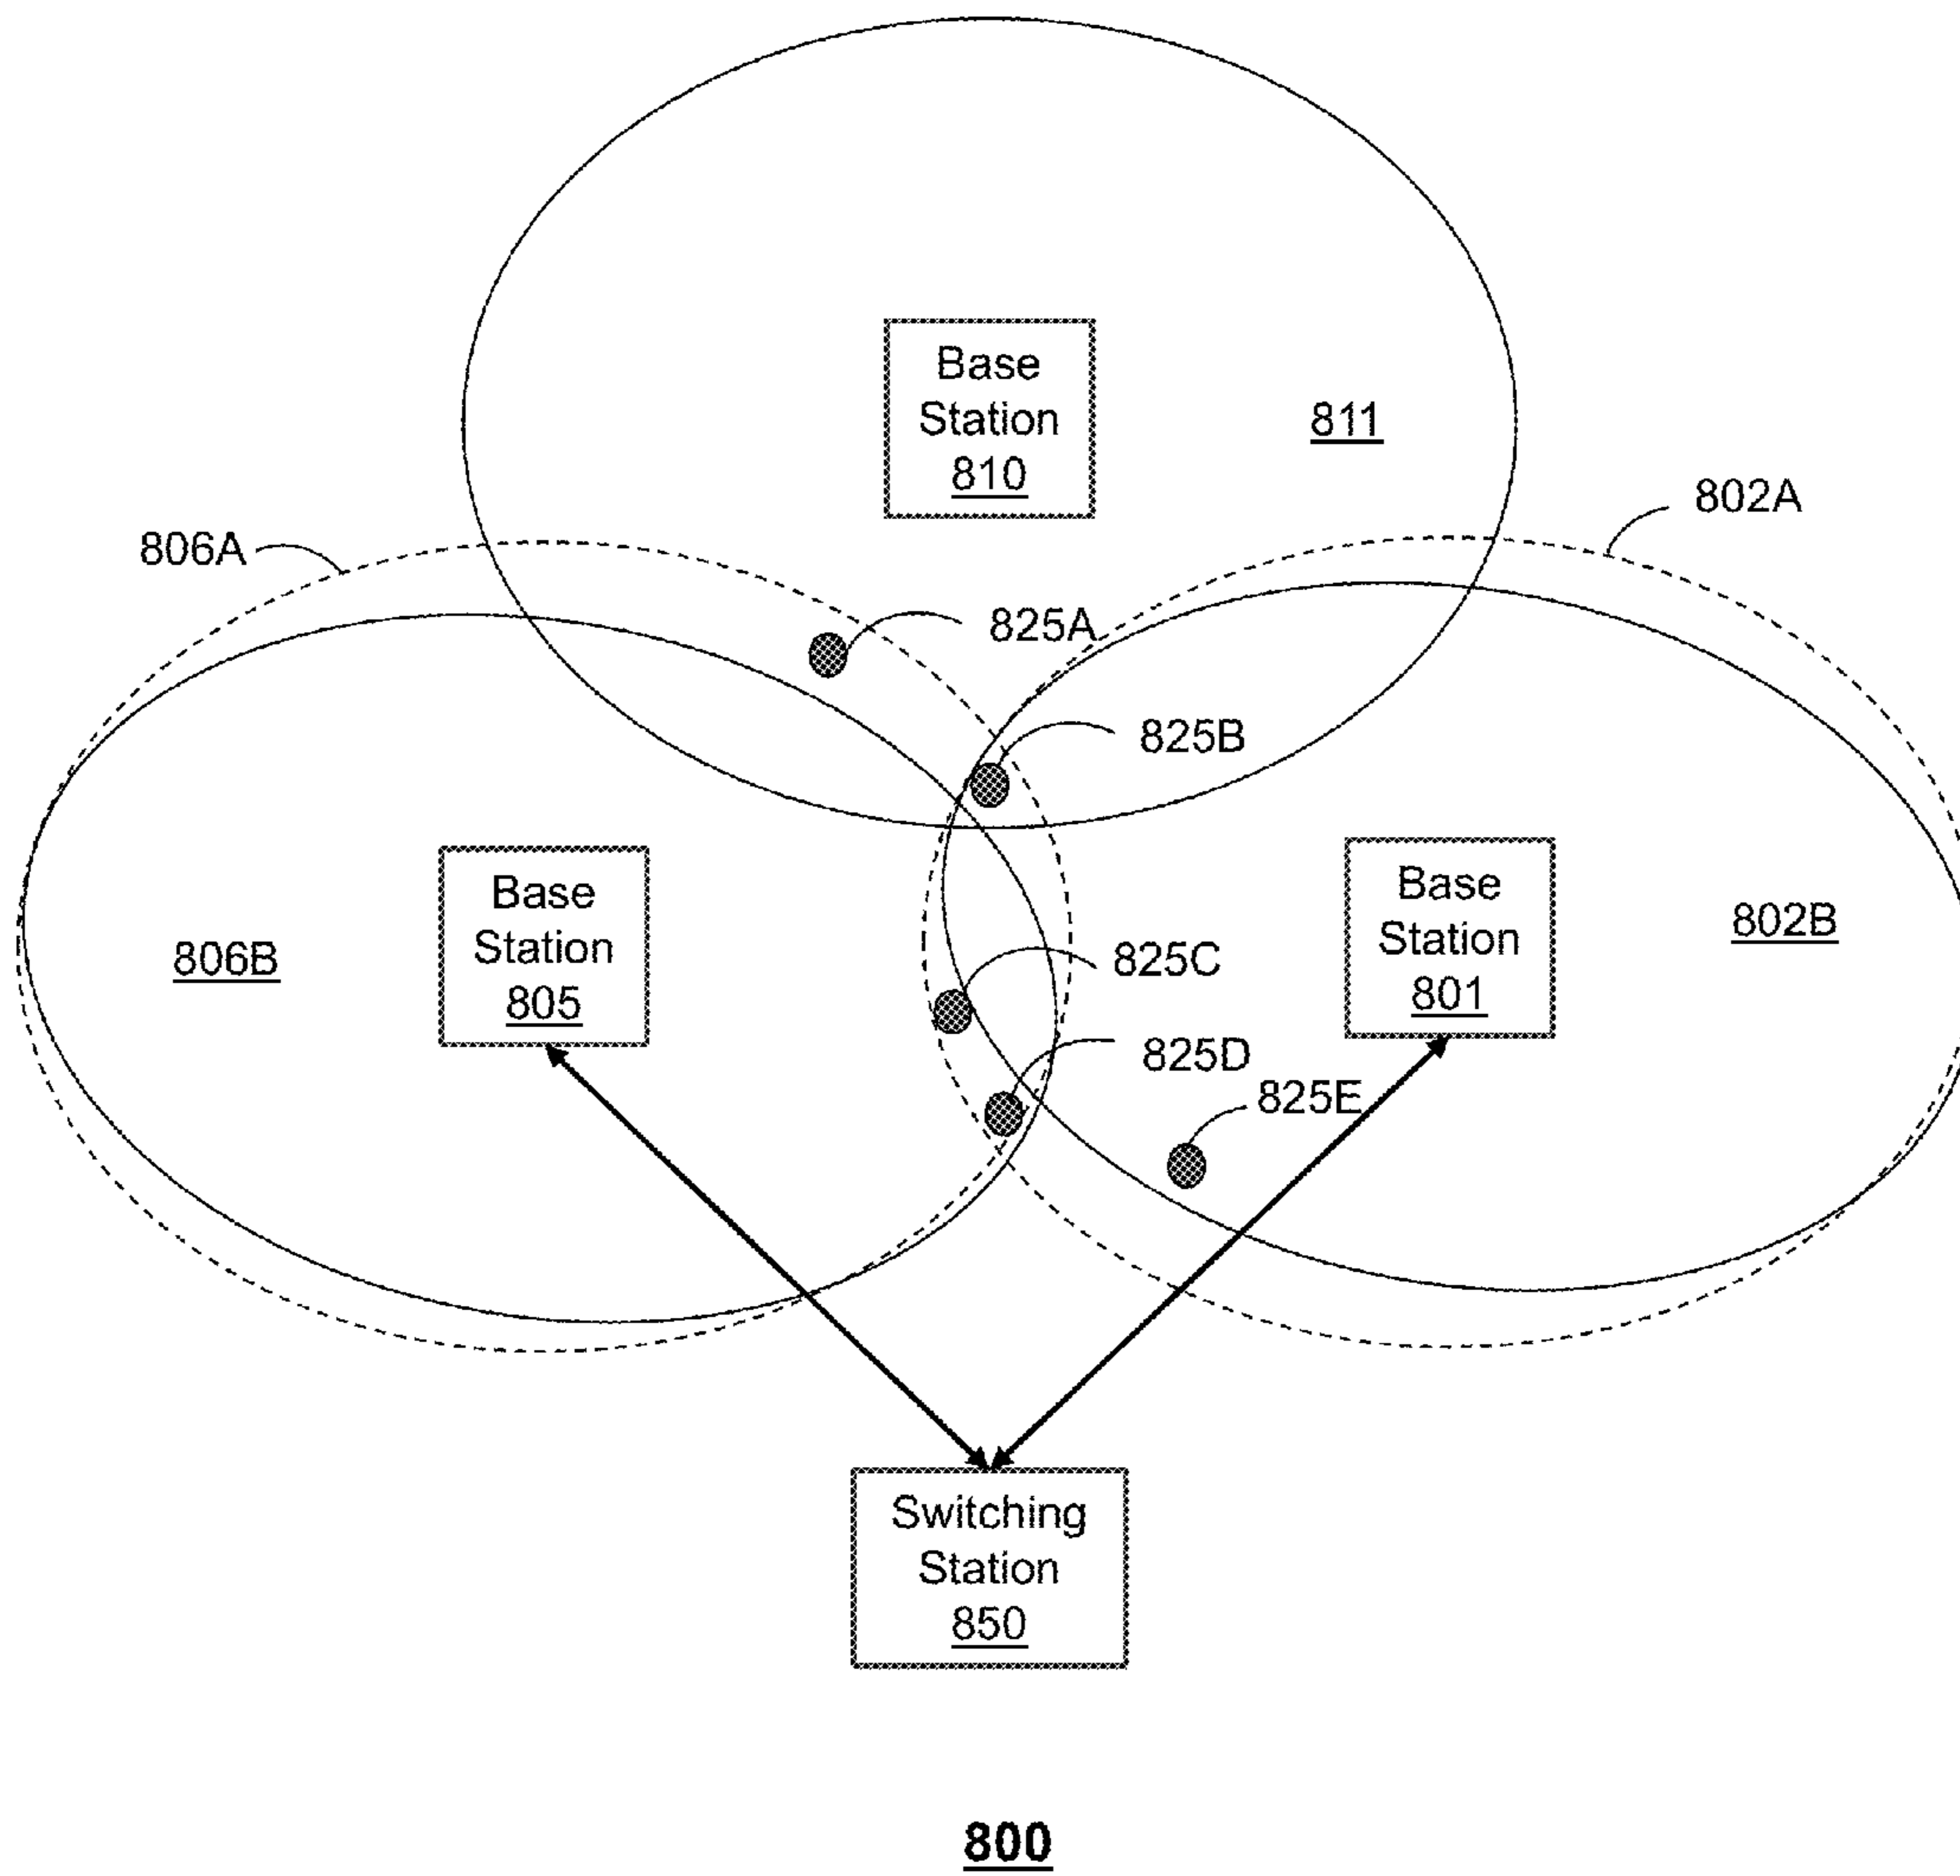 Base
Station
810
811
802A
806A
825A
825B
Base
Station
805
806B
Base
Station
801
802B
825C
825D
825E
Switching
Station
850
800